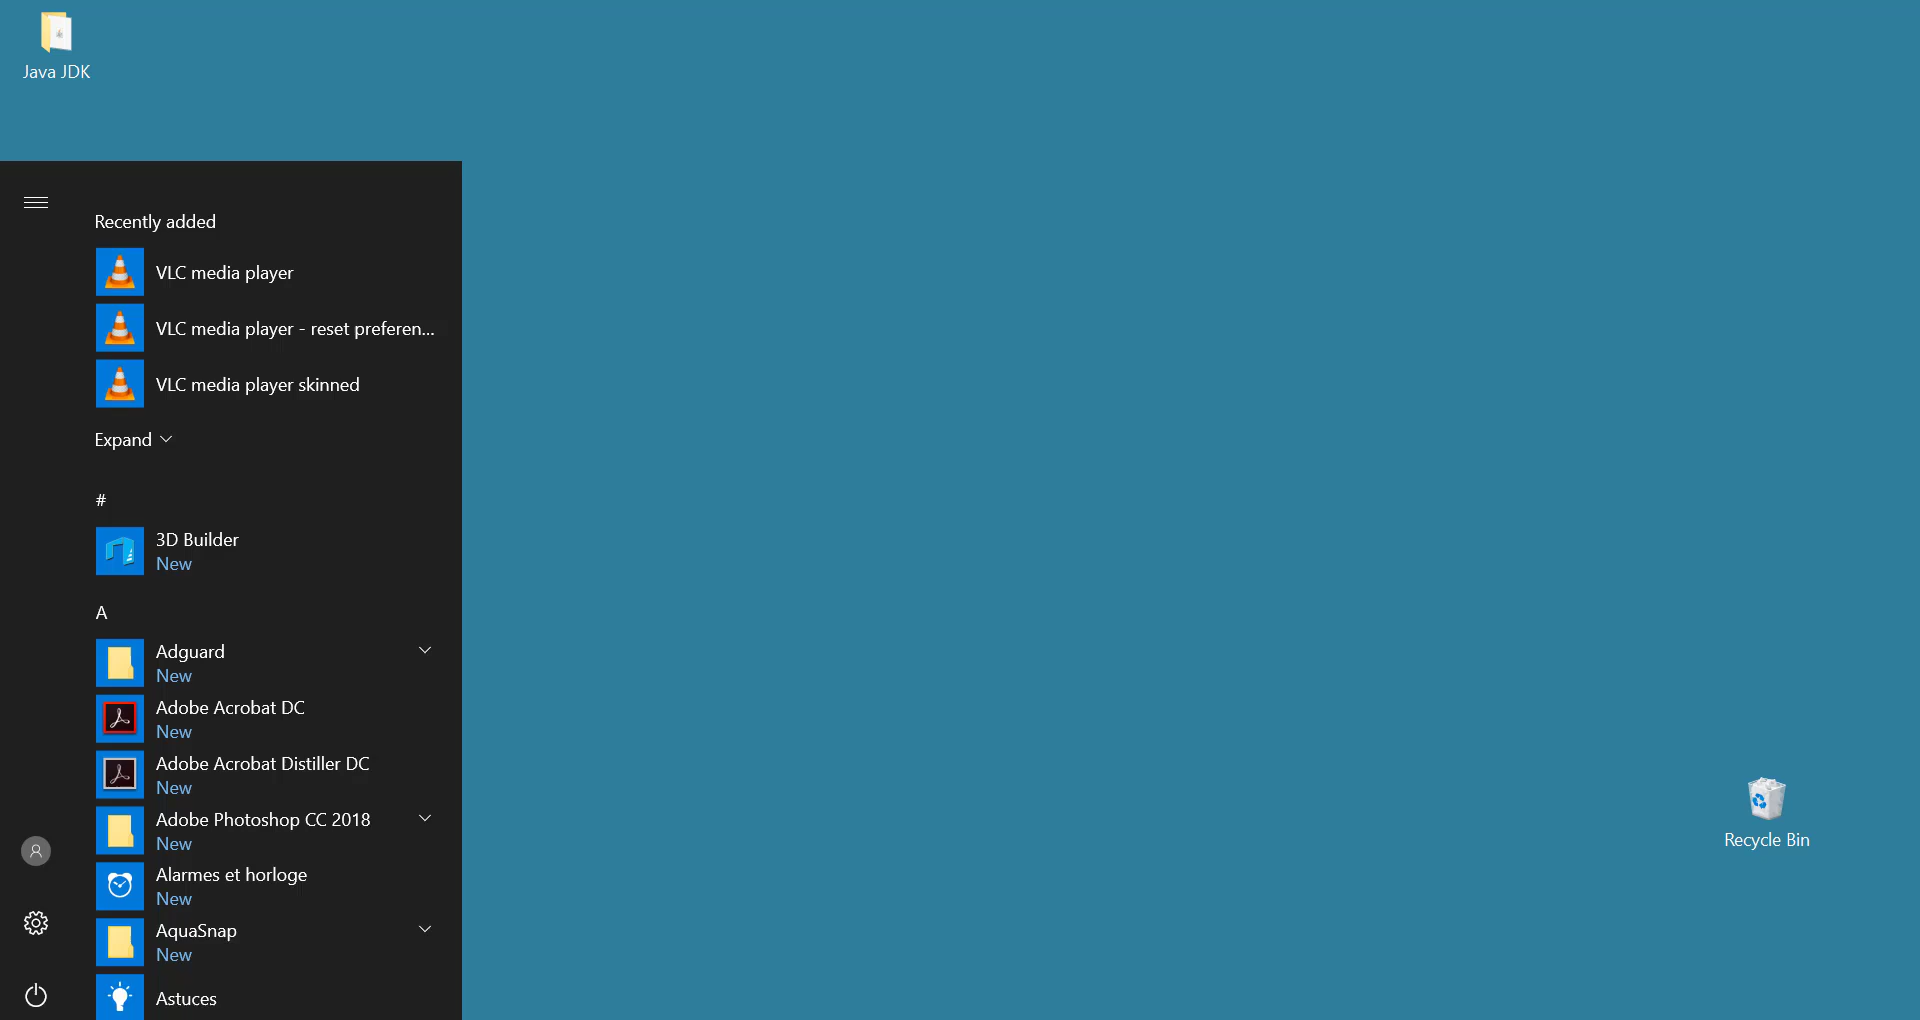 Java JDK
Recently added
VLC media player
VLC media player - reset preferen...
VLC media player skinned
Expand
#
3D Builder
New
A
Adguard
New
Adobe Acrobat DC
New
Adobe Acrobat Distiller DC
New
Adobe Photoshop CC 2018
New
Alarmes et horloge
New
AquaSnap
New
Astuces
Recycle Bin